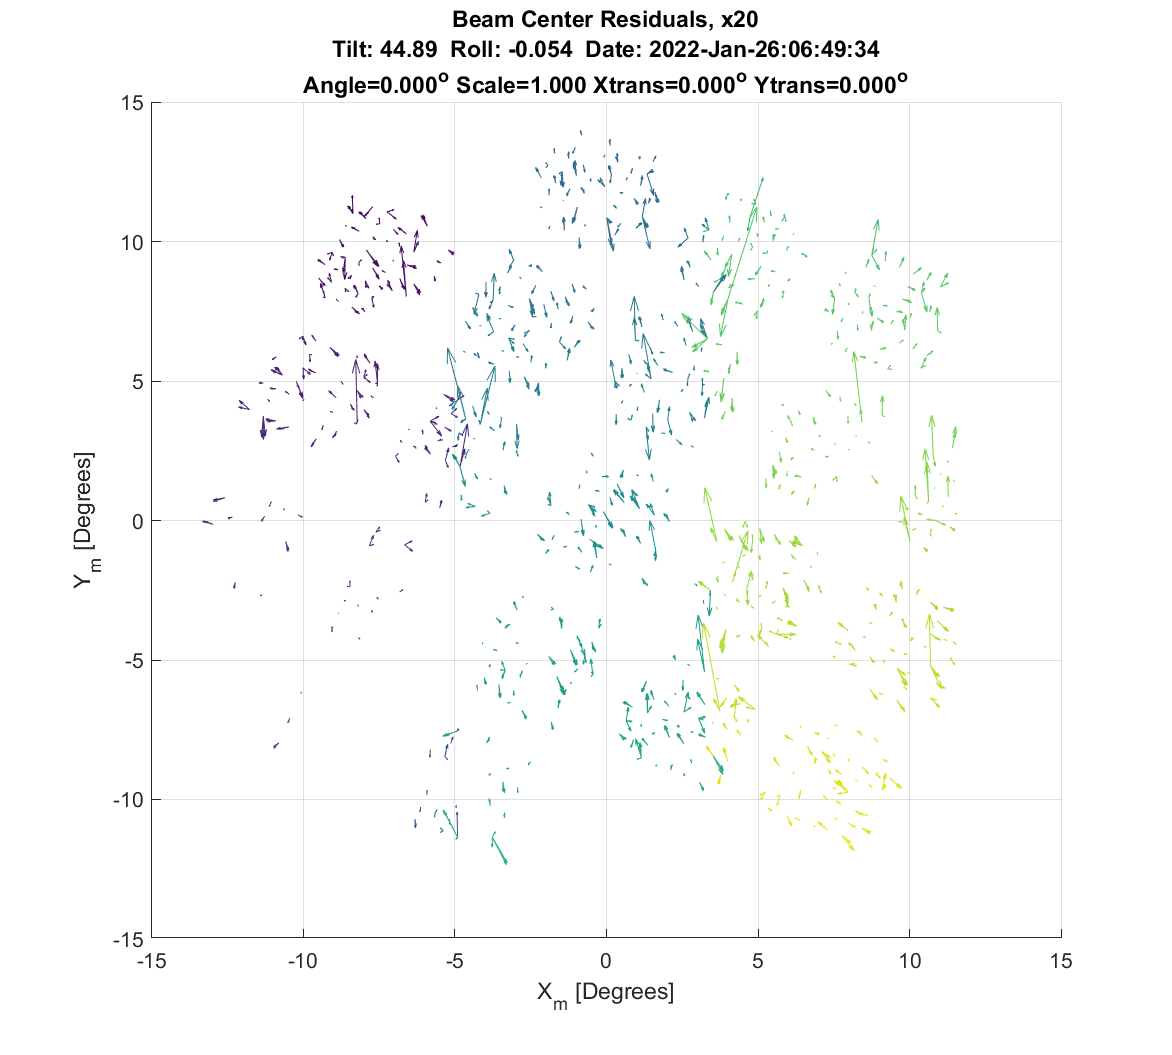 Beam Center Residuals, x20
Tilt: 44.89 Roll: -0.054 Date: 2022-Jan-26:06:49:34
Angle=0.000° Scale=1.000 Xtrans=0.000° Ytrans=0.000°
15
10
5
0
-5
-10
-15
Y_m [Degrees]
-15 -10 -5 0 5 10 15
X_m [Degrees]